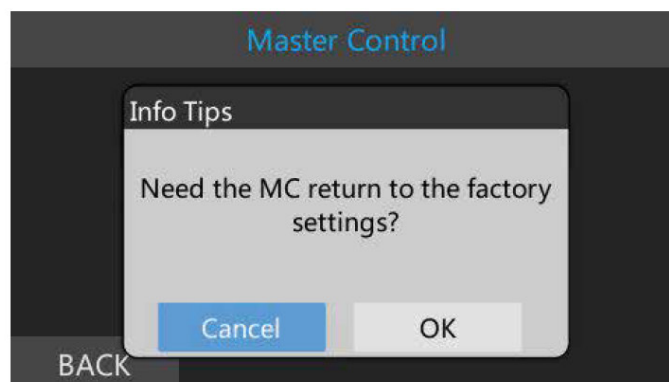 Master Control
Info Tips
Need the MC return to the factory
settings?
Cancel
OK
BACK